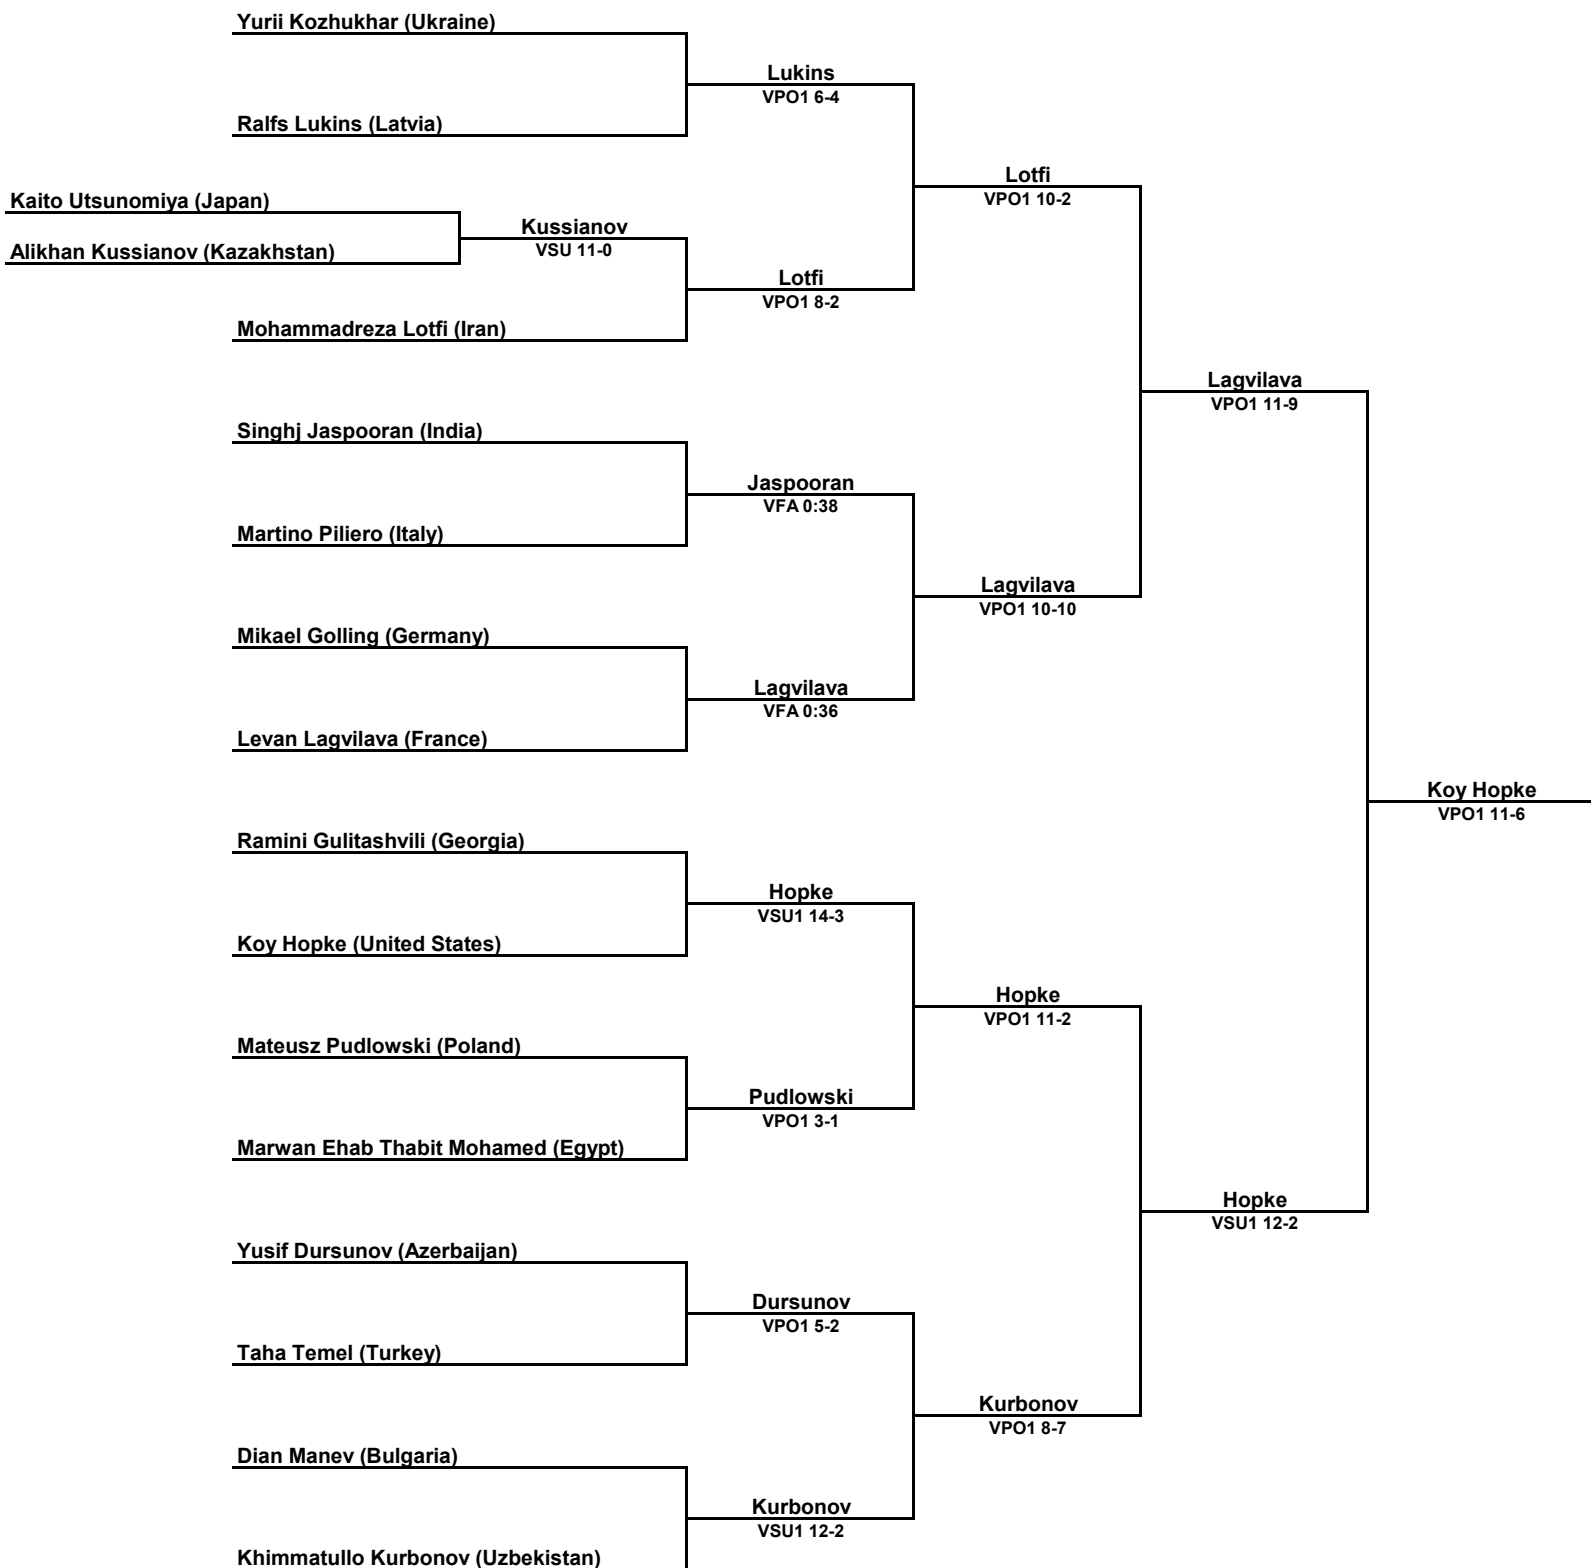 Yurii Kozhukhar (Ukraine)
Lukins
VPO1 6-4
Ralfs Lukins (Latvia)
Lotfi
VPO1 10-2
Kaito Utsunomiya (Japan)
Kussianov
VSU 11-0
Alikhan Kussianov (Kazakhstan)
Lotfi
VPO1 8-2
Mohammadreza Lotfi (Iran)
Lagvilava
VPO1 11-9
Singhj Jaspooran (India)
Jaspooran
VFA 0:38
Martino Piliero (Italy)
Lagvilava
VPO1 10-10
Mikael Golling (Germany)
Lagvilava
VFA 0:36
Levan Lagvilava (France)
Koy Hopke
VPO1 11-6
Ramini Gulitashvili (Georgia)
Hopke
VSU1 14-3
Koy Hopke (United States)
Hopke
VPO1 11-2
Mateusz Pudlowski (Poland)
Pudlowski
VPO1 3-1
Marwan Ehab Thabit Mohamed (Egypt)
Hopke
VSU1 12-2
Yusif Dursunov (Azerbaijan)
Dursunov
VPO1 5-2
Taha Temel (Turkey)
Kurbonov
VPO1 8-7
Dian Manev (Bulgaria)
Kurbonov
VSU1 12-2
Khimmatullo Kurbonov (Uzbekistan)